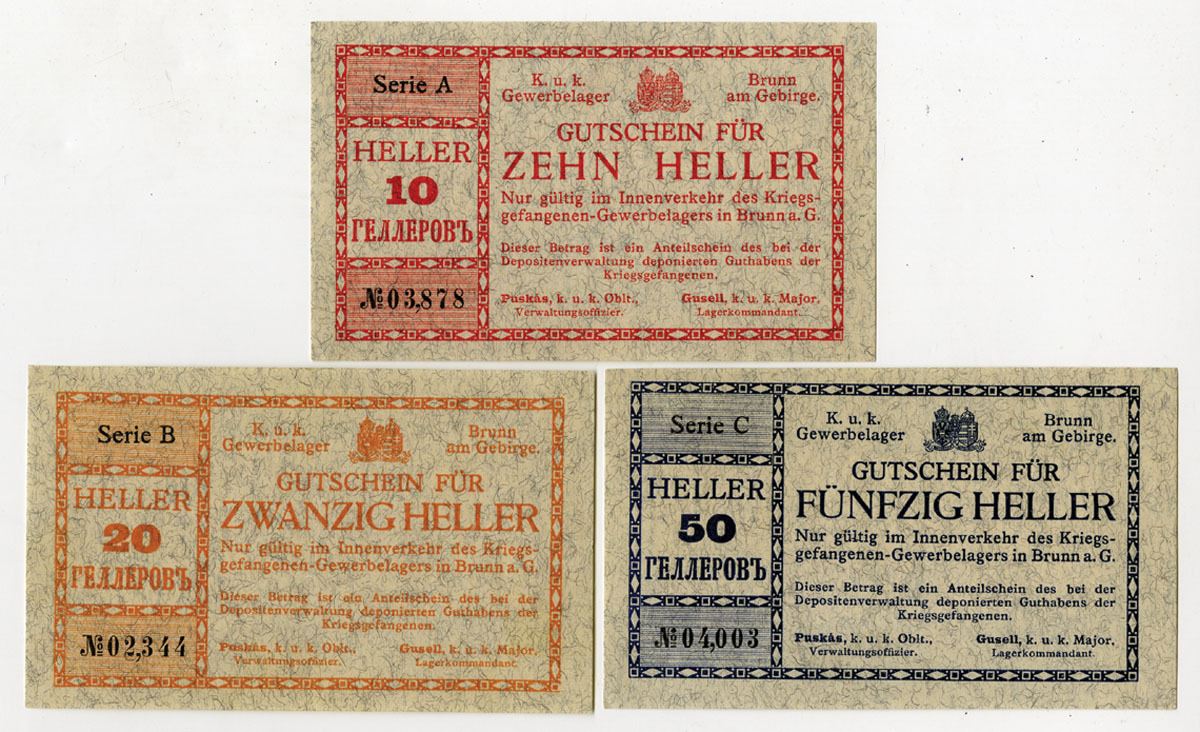 Serie A
HELLER
10
ГЕЛЛЕРОВЪ
№ 03,878
K. u. k.
Gewerbelager
Brunn
am Gebirge.
GUTSCHEIN FÜR
ZEHN HELLER
Nur gültig im Innenverkehr des Kriegs-
gefangenen-Gewerbelagers in Brunn a. G.
Dieser Betrag ist ein Anteilschein des bei der
Depositenverwaltung deponierten Guthabens der
Kriegsgefangenen.
Puskás, k. u. k. Oblt.,
Verwaltungsoffizier.
Gusell, k. u. k. Major.
Lagerkommandant.
Serie B
HELLER
20
ГЕЛЛЕРОВЪ
№ 02,344
K. u. k.
Gewerbelager
Brunn
am Gebirge.
GUTSCHEIN FÜR
ZWANZIG HELLER
Nur gültig im Innenverkehr des Kriegs-
gefangenen-Gewerbelagers in Brunn a. G.
Dieser Betrag ist ein Anteilschein des bei der
Depositenverwaltung deponierten Guthabens der
Kriegsgefangenen.
Puskás, k. u. k. Oblt.,
Verwaltungsoffizier.
Gusell, k. u. k. Major.
Lagerkommandant.
Serie C
HELLER
50
ГЕЛЛЕРОВЪ
№ 04,003
K. u. k.
Gewerbelager
Brunn
am Gebirge.
GUTSCHEIN FÜR
FÜNFZIG HELLER
Nur gültig im Innenverkehr des Kriegs-
gefangenen-Gewerbelagers in Brunn a. G.
Dieser Betrag ist ein Anteilschein des bei der
Depositenverwaltung deponierten Guthabens der
Kriegsgefangenen.
Puskás, k. u. k. Oblt.,
Verwaltungsoffizier.
Gusell, k. u. k. Major.
Lagerkommandant.